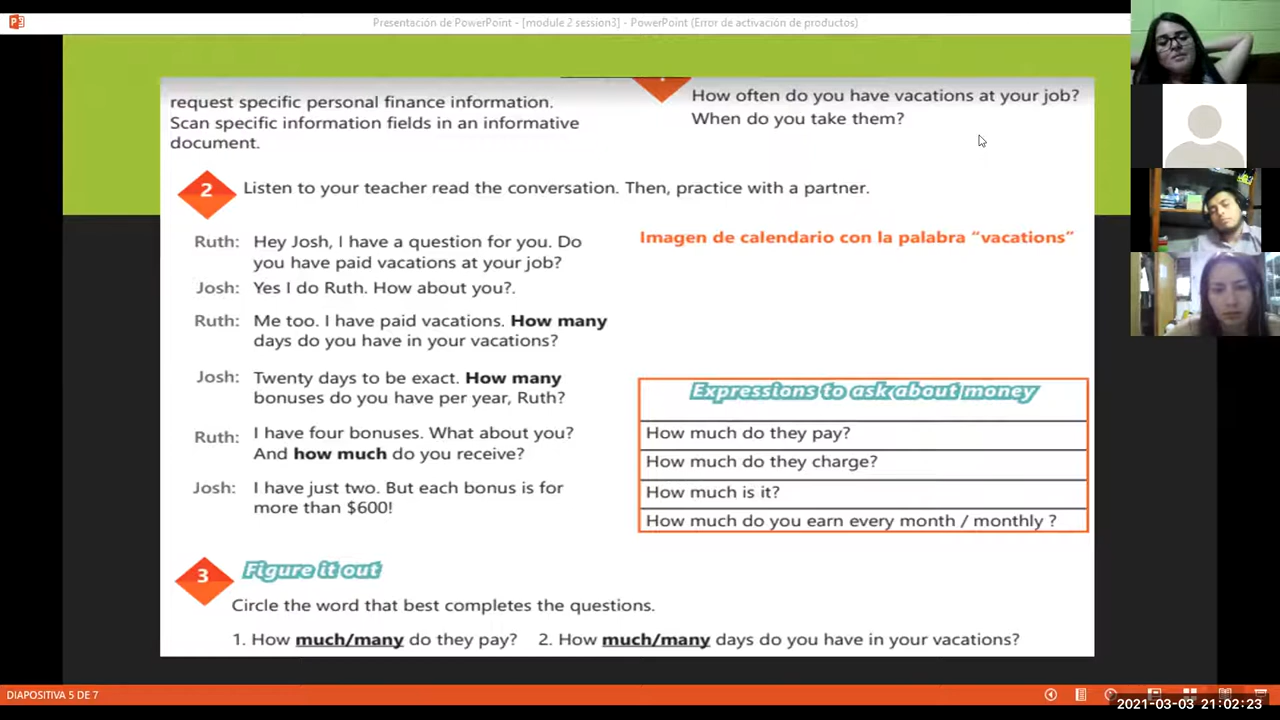 Presentación de PowerPoint - [module 2 session3] - PowerPoint (Error de activación de productos)
request specific personal finance information.
Scan specific information fields in an informative
document.
How often do you have vacations at your job?
When do you take them?
2 Listen to your teacher read the conversation. Then, practice with a partner.
Ruth: Hey Josh, I have a question for you. Do
you have paid vacations at your job?
Josh: Yes I do Ruth. How about you?.
Ruth: Me too. I have paid vacations. How many
days do you have in your vacations?
Josh: Twenty days to be exact. How many
bonuses do you have per year, Ruth?
Ruth: I have four bonuses. What about you?
And how much do you receive?
Josh: I have just two. But each bonus is for
more than $600!
Imagen de calendario con la palabra “vacations”
Expressions to ask about money
How much do they pay?
How much do they charge?
How much is it?
How much do you earn every month / monthly ?
3 Figure it out
Circle the word that best completes the questions.
1. How much/many do they pay? 2. How much/many days do you have in your vacations?
DIAPOSITIVA 5 DE 7
2021-03-03 21:02:23